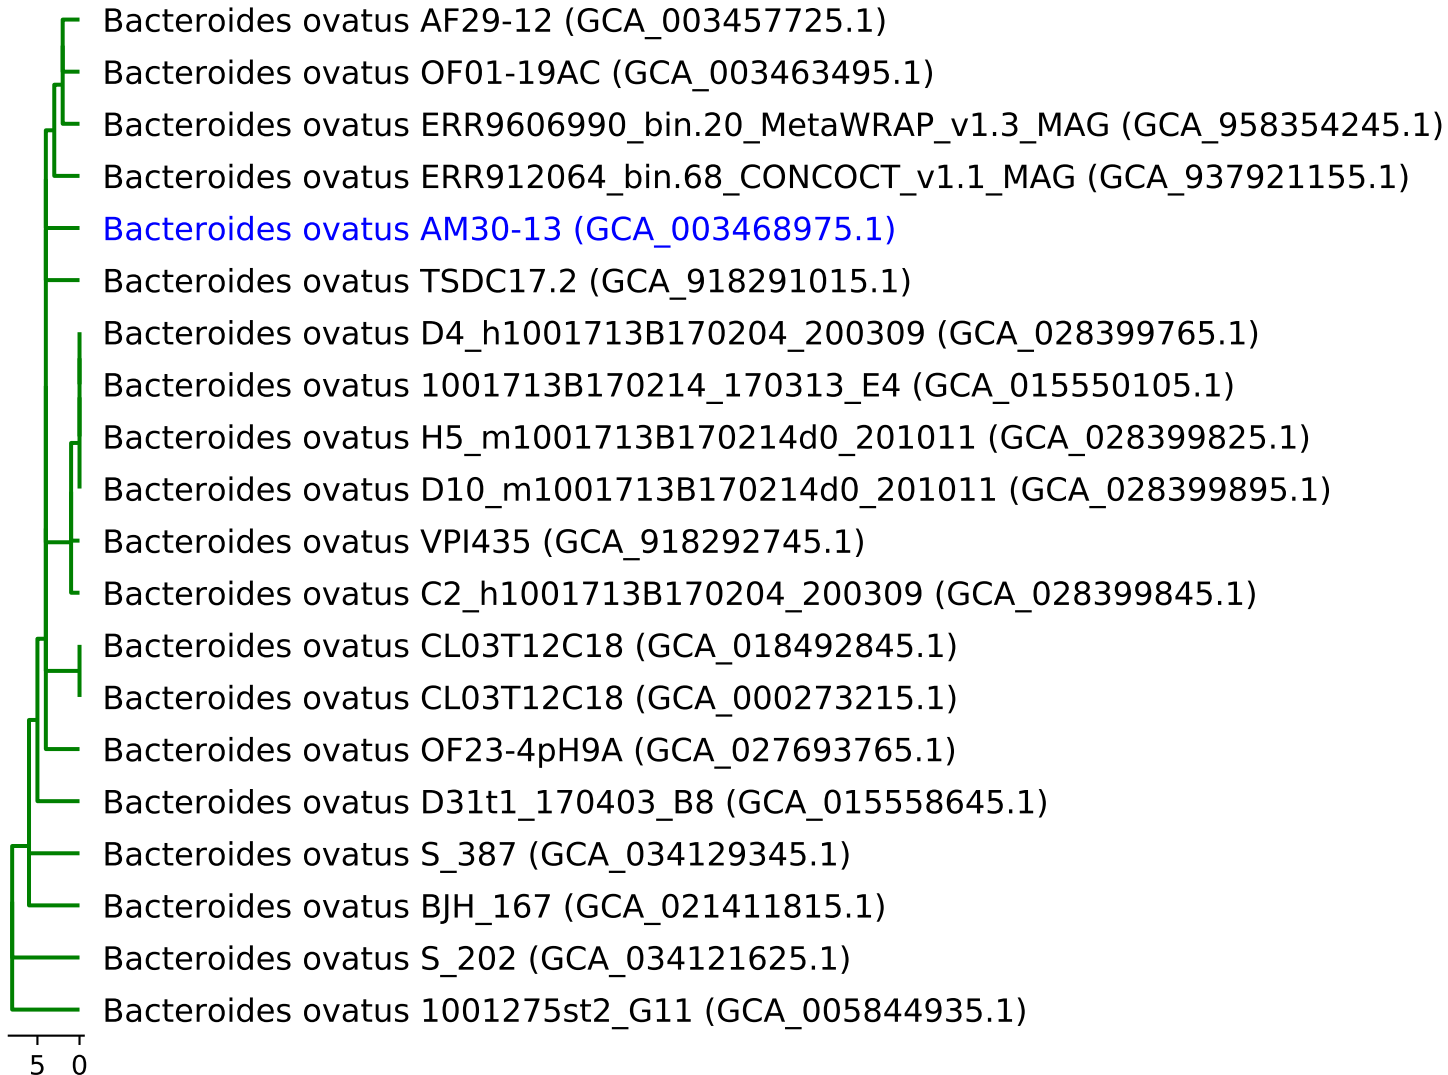 Bacteroides ovatus AF29-12 (GCA_003457725.1)
Bacteroides ovatus OF01-19AC (GCA_003463495.1)
Bacteroides ovatus ERR9606990_bin.20_MetaWRAP_v1.3_MAG (GCA_958354245.1)
Bacteroides ovatus ERR912064_bin.68_CONCOCT_v1.1_MAG (GCA_937921155.1)
Bacteroides ovatus AM30-13 (GCA_003468975.1)
Bacteroides ovatus TSDC17.2 (GCA_918291015.1)
Bacteroides ovatus D4_h1001713B170204_200309 (GCA_028399765.1)
Bacteroides ovatus 1001713B170214_170313_E4 (GCA_015550105.1)
Bacteroides ovatus H5_m1001713B170214d0_201011 (GCA_028399825.1)
Bacteroides ovatus D10_m1001713B170214d0_201011 (GCA_028399895.1)
Bacteroides ovatus VPI435 (GCA_918292745.1)
Bacteroides ovatus C2_h1001713B170204_200309 (GCA_028399845.1)
Bacteroides ovatus CL03T12C18 (GCA_018492845.1)
Bacteroides ovatus CL03T12C18 (GCA_000273215.1)
Bacteroides ovatus OF23-4pH9A (GCA_027693765.1)
Bacteroides ovatus D31t1_170403_B8 (GCA_015558645.1)
Bacteroides ovatus S_387 (GCA_034129345.1)
Bacteroides ovatus BJH_167 (GCA_021411815.1)
Bacteroides ovatus S_202 (GCA_034121625.1)
Bacteroides ovatus 1001275st2_G11 (GCA_005844935.1)
5 0